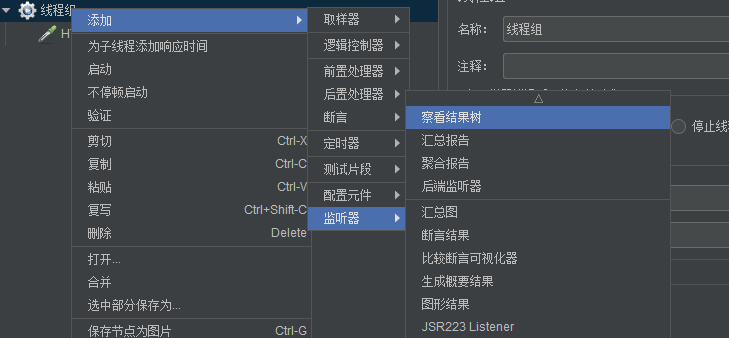 线程组
添加
为子线程添加响应时间
启动
不停顿启动
验证
剪切 Ctrl-X
复制 Ctrl-C
粘贴 Ctrl-V
复写 Ctrl+Shift-C
删除 Delete
打开...
合并
选中部分保存为...
保存节点为图片 Ctrl-G
取样器
逻辑控制器
前置处理器
后置处理器
断言
定时器
测试片段
配置元件
监听器
察看结果树
汇总报告
聚合报告
后端监听器
汇总图
断言结果
比较断言可视化器
生成概要结果
图形结果
JSR223 Listener
名称： 线程组
注释：
停止线